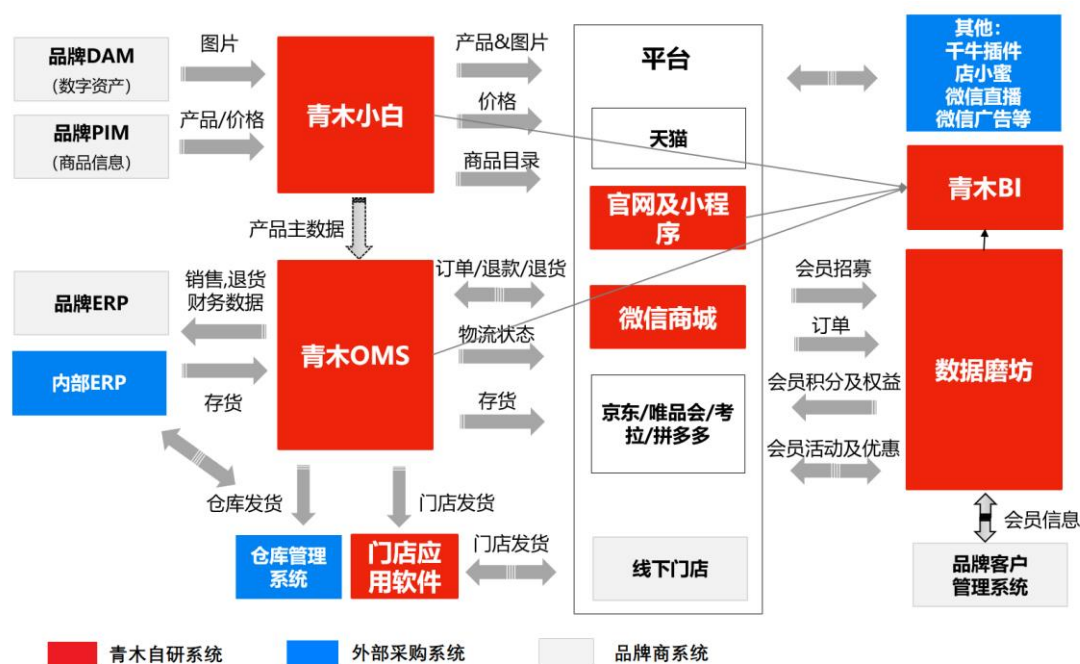 品牌DAM
(数字资产)
图片
产品&图片
平台
其他：
千牛插件
店小蜜
微信直播
微信广告等
青木小白
品牌PIM
(商品信息)
产品/价格
价格
天猫
商品目录
官网及小程
序
青木BI
产品主数据
品牌ERP
销售,退货
财务数据
订单/退款/退货
微信商城
会员招募
青木OMS
物流状态
订单
数据磨坊
内部ERP
存货
存货
京东/唯品会/考
拉/拼多多
会员积分及权益
会员活动及优惠
仓库发货
门店发货
会员信息
仓库管理
系统
门店应
用软件
门店发货
线下门店
品牌客户
管理系统
青木自研系统
外部采购系统
品牌商系统